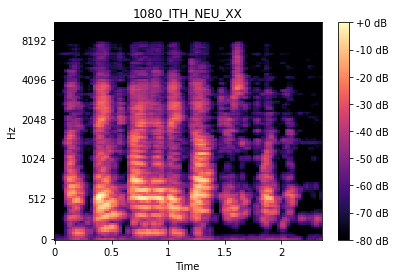 1080_ITH_NEU_XX
+0 dB
8192
-10 dB
-20 dB
4096
-30 dB
2048
-40 dB
Hz
1024
-50 dB
-60 dB
512
-70 dB
0
-80 dB
0 0.5 1 1.5 2
Time